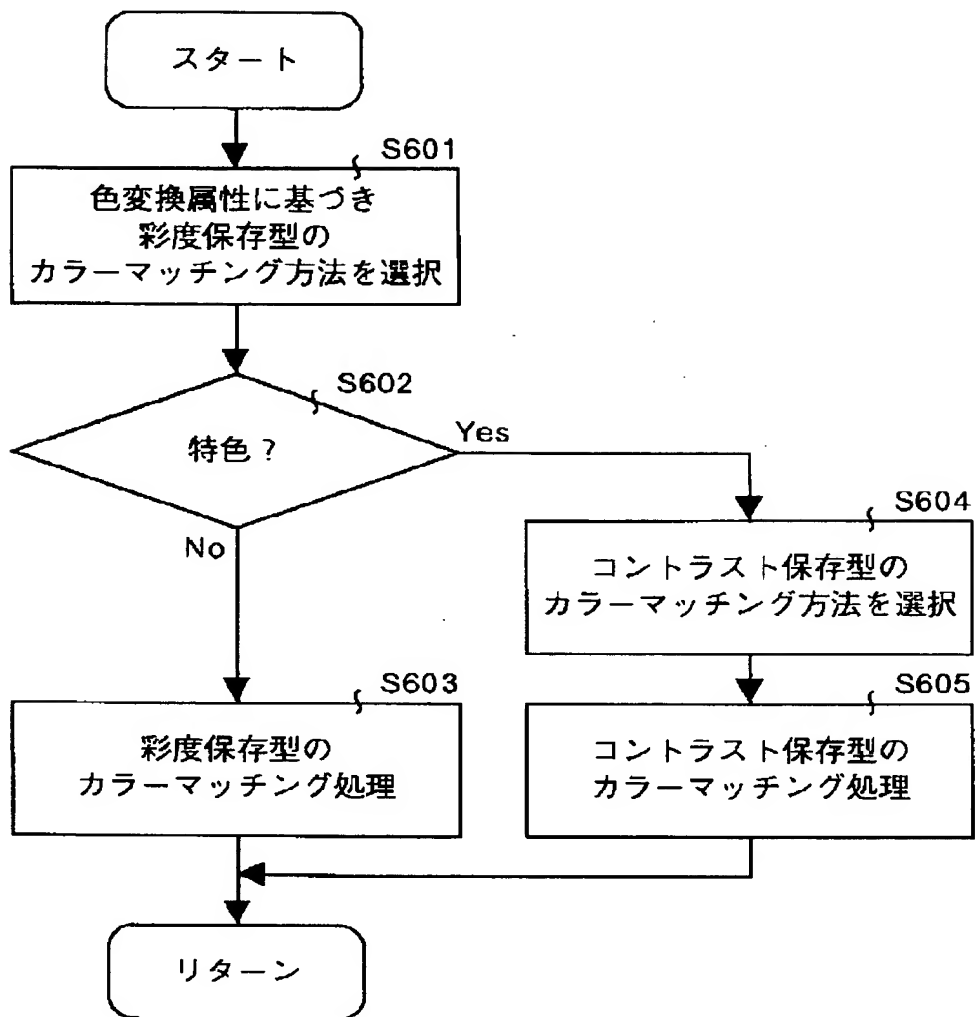 スタート
S601
色変換属性に基づき
彩度保存型の
カラーマッチング方法を選択
S602
特色?
Yes
No
S604
コントラスト保存型の
カラーマッチング方法を選択
S603
彩度保存型の
カラーマッチング処理
S605
コントラスト保存型の
カラーマッチング処理
リターン